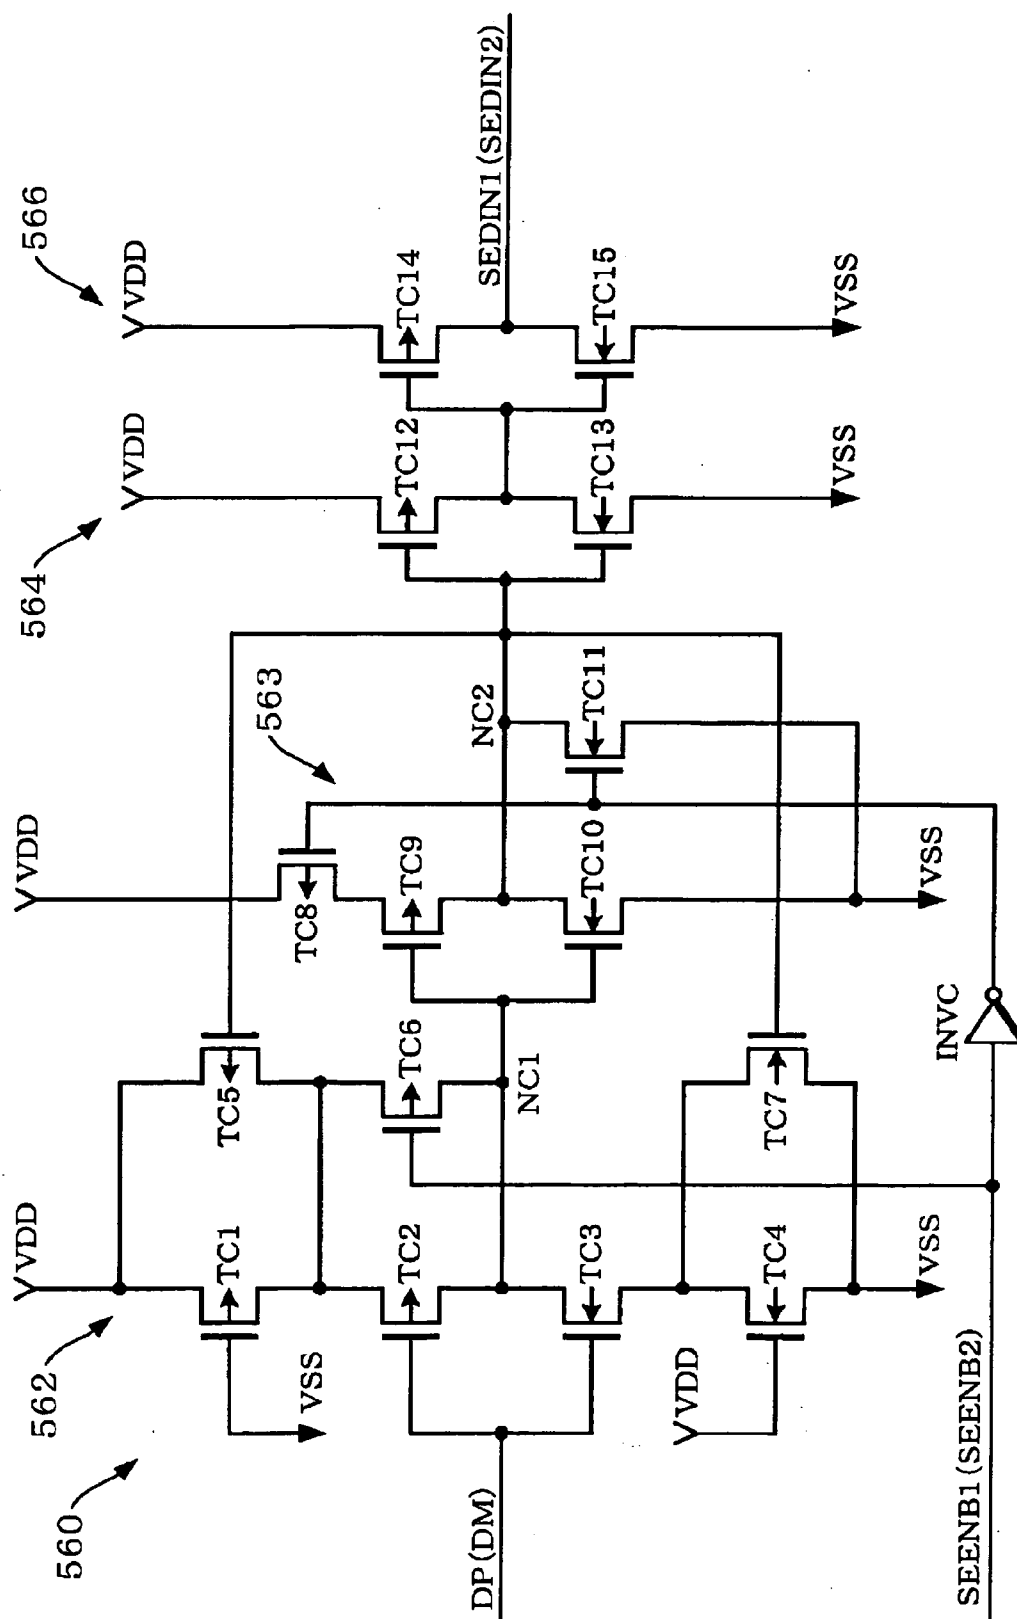 560
562
563
564
566
VDD
VDD
VDD
VDD
TC1
TC2
TC3
TC4
TC5
TC6
TC7
TC8
TC9
TC10
TC11
TC12
TC13
TC14
TC15
NC1
NC2
VSS
VDD
VSS
VSS
VSS
VSS
INVC
DP(DM)
SEENB1(SEENB2)
SEDIN1(SEDIN2)